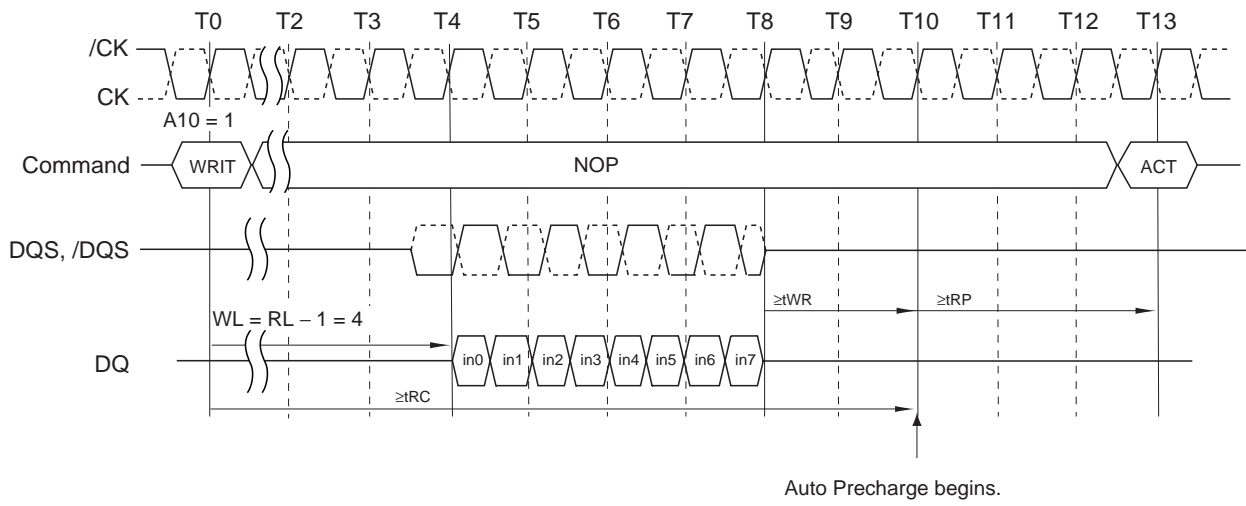 T0 T2 T3 T4 T5 T6 T7 T8 T9 T10 T11 T12 T13
/CK
CK
A10 = 1
Command WRIT NOP ACT
DQS, /DQS
≥tWR ≥tRP
WL = RL − 1 = 4
DQ in0 in1 in2 in3 in4 in5 in6 in7
≥tRC
Auto Precharge begins.